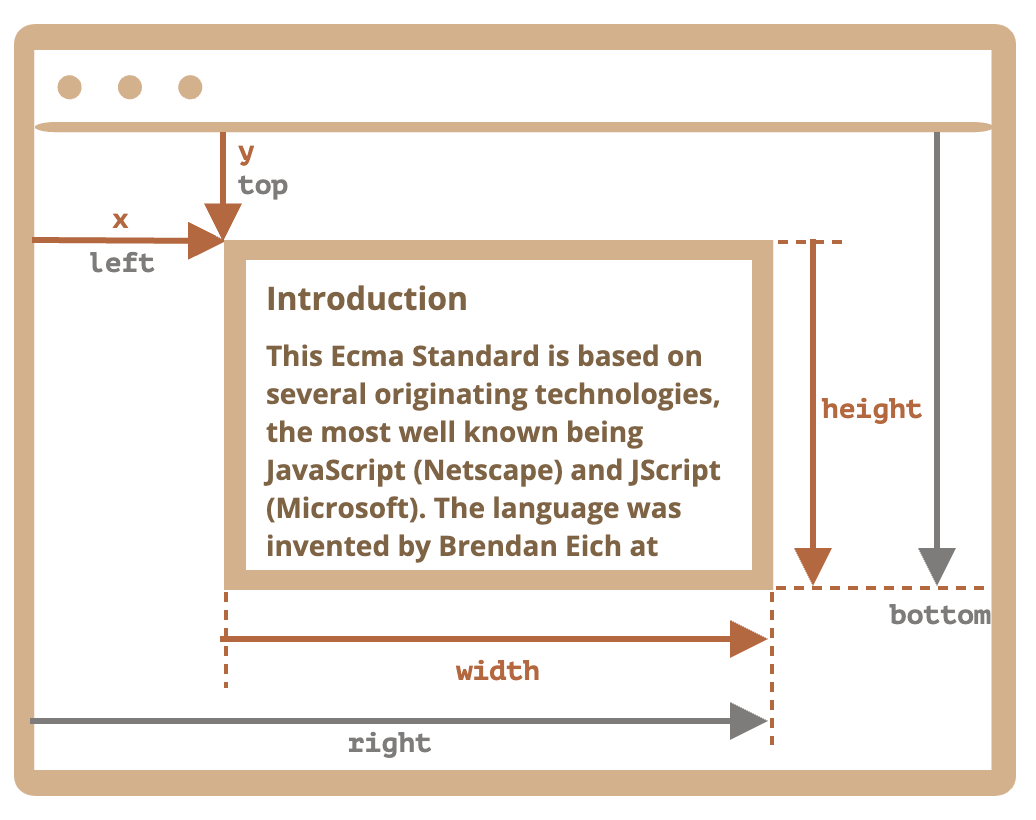 y
top
x
left
Introduction
This Ecma Standard is based on
several originating technologies,
the most well known being
JavaScript (Netscape) and JScript
(Microsoft). The language was
invented by Brendan Eich at
height
bottom
width
right